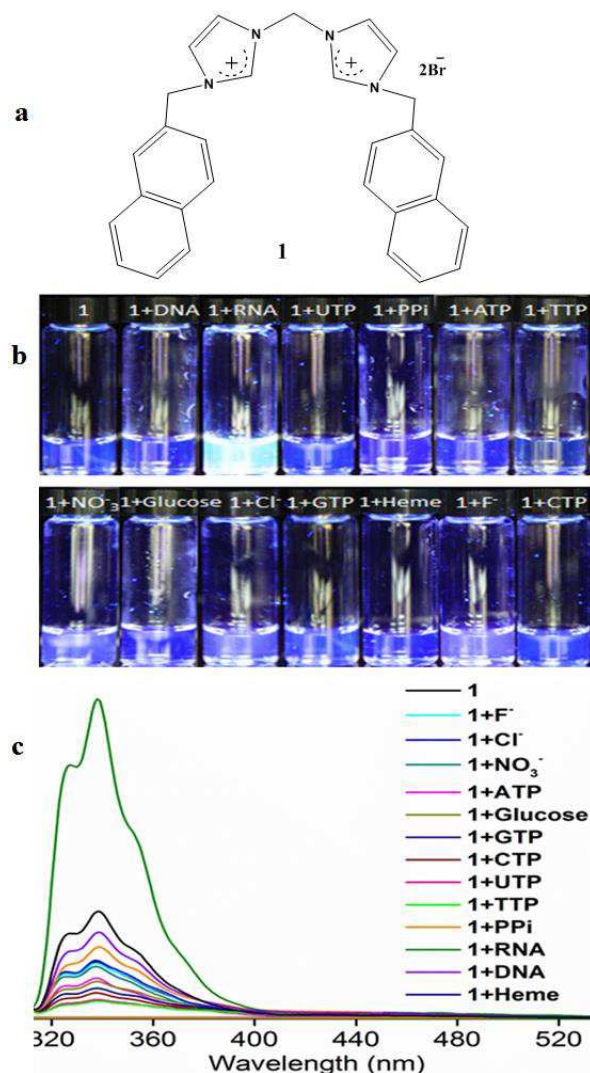 a
N
N
N
N
+
+
2Br⁻
1
b
1 1+DNA 1+RNA 1+UTP 1+PPi 1+ATP 1+TTP
1+NO⁻₃ 1+Glucose 1+Cl⁻ 1+GTP 1+Heme 1+F⁻ 1+CTP
c
1
1+F⁻
1+Cl⁻
1+NO₃⁻
1+ATP
1+Glucose
1+GTP
1+CTP
1+UTP
1+TTP
1+PPi
1+RNA
1+DNA
1+Heme
320 360 400 440 480 520
Wavelength (nm)